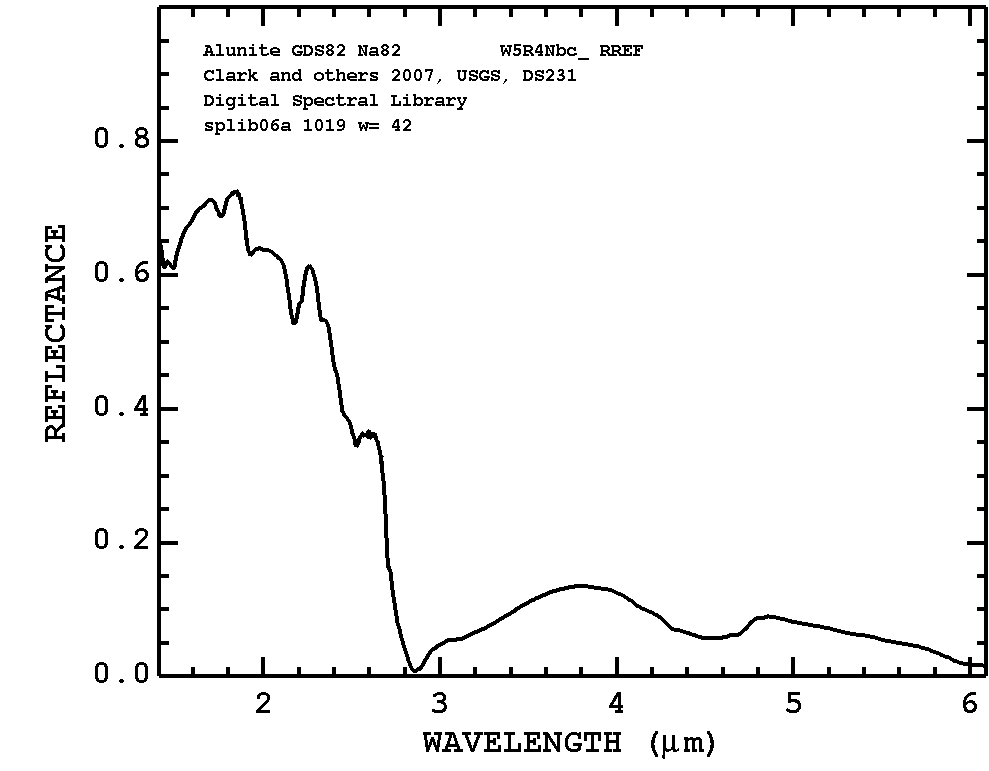 Alunite GDS82 Na82 W5R4Nbc_ RREF
Clark and others 2007, USGS, DS231
Digital Spectral Library
splib06a 1019 w= 42
0.8
0.6
0.4
0.2
0.0
REFLECTANCE
2 3 4 5 6
WAVELENGTH (μm)